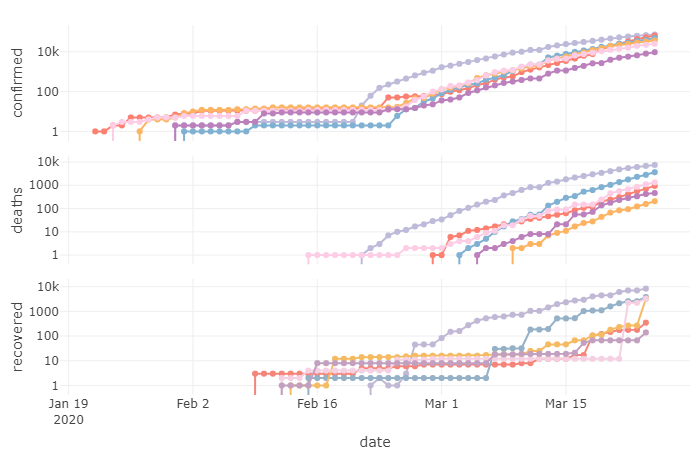 confirmed
10k
100
1
deaths
10k
1000
100
10
1
recovered
10k
1000
100
10
1
Jan 19
2020
Feb 2
Feb 16
Mar 1
Mar 15
date